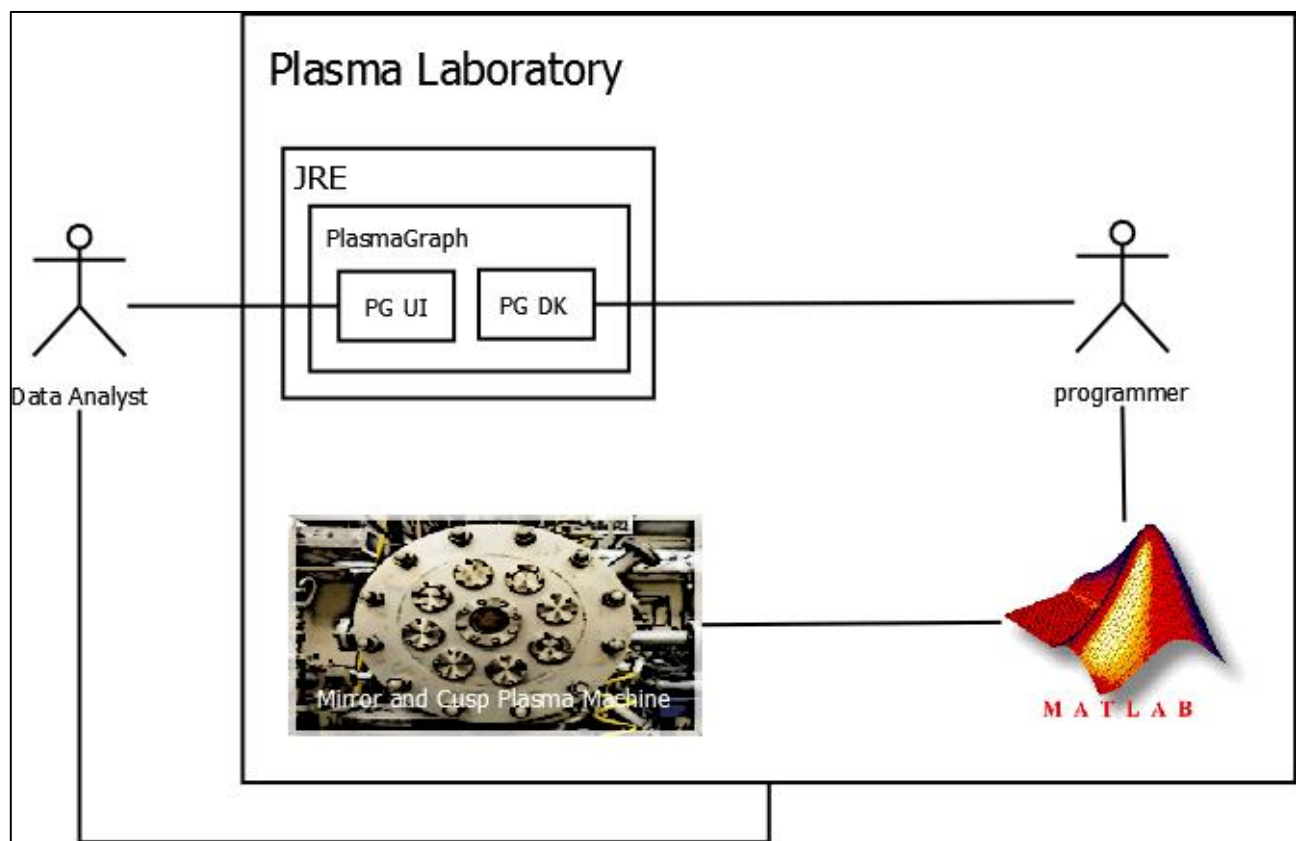 Plasma Laboratory
JRE
PlasmaGraph
PG UI
PG DK
Data Analyst
programmer
Mirror and Cusp Plasma Machine
MATLAB